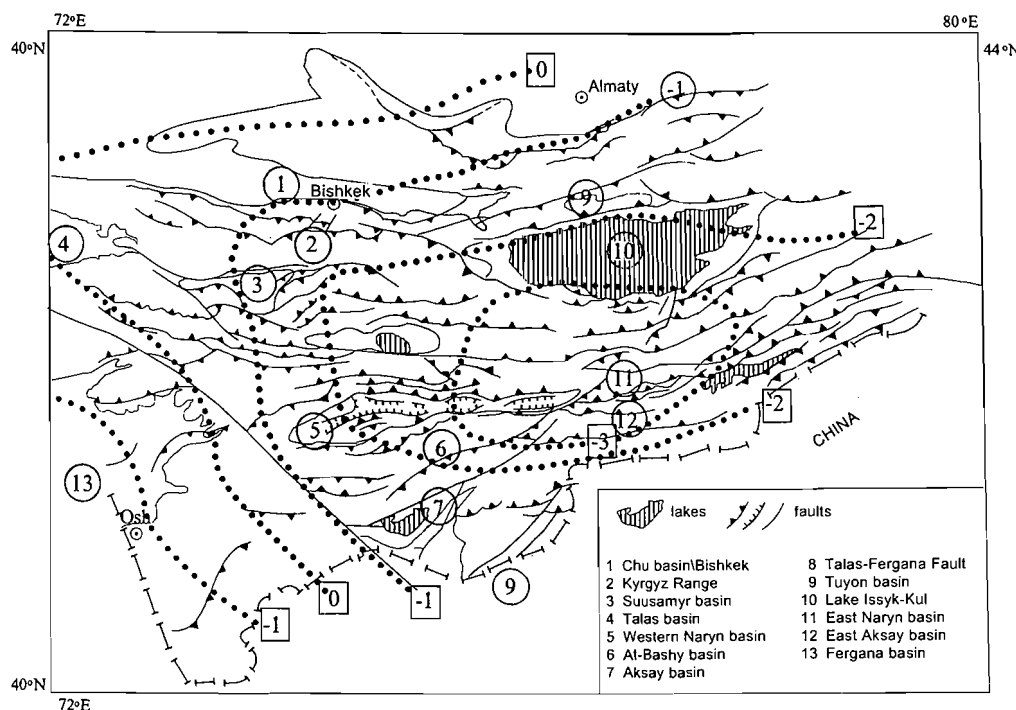 72°E
80°E
40°N
44°N
0
Almaty
-1
1
Bishkek
9
-2
4
2
10
3
11
-2
12
5
-3
CHINA
6
13
7
Osh
9
0
-1
-1
lakes
faults
1 Chu basin\Bishkek
2 Kyrgyz Range
3 Suusamyr basin
4 Talas basin
5 Western Naryn basin
6 At-Bashy basin
7 Aksay basin
8 Talas-Fergana Fault
9 Tuyon basin
10 Lake Issyk-Kul
11 East Naryn basin
12 East Aksay basin
13 Fergana basin
40°N
72°E